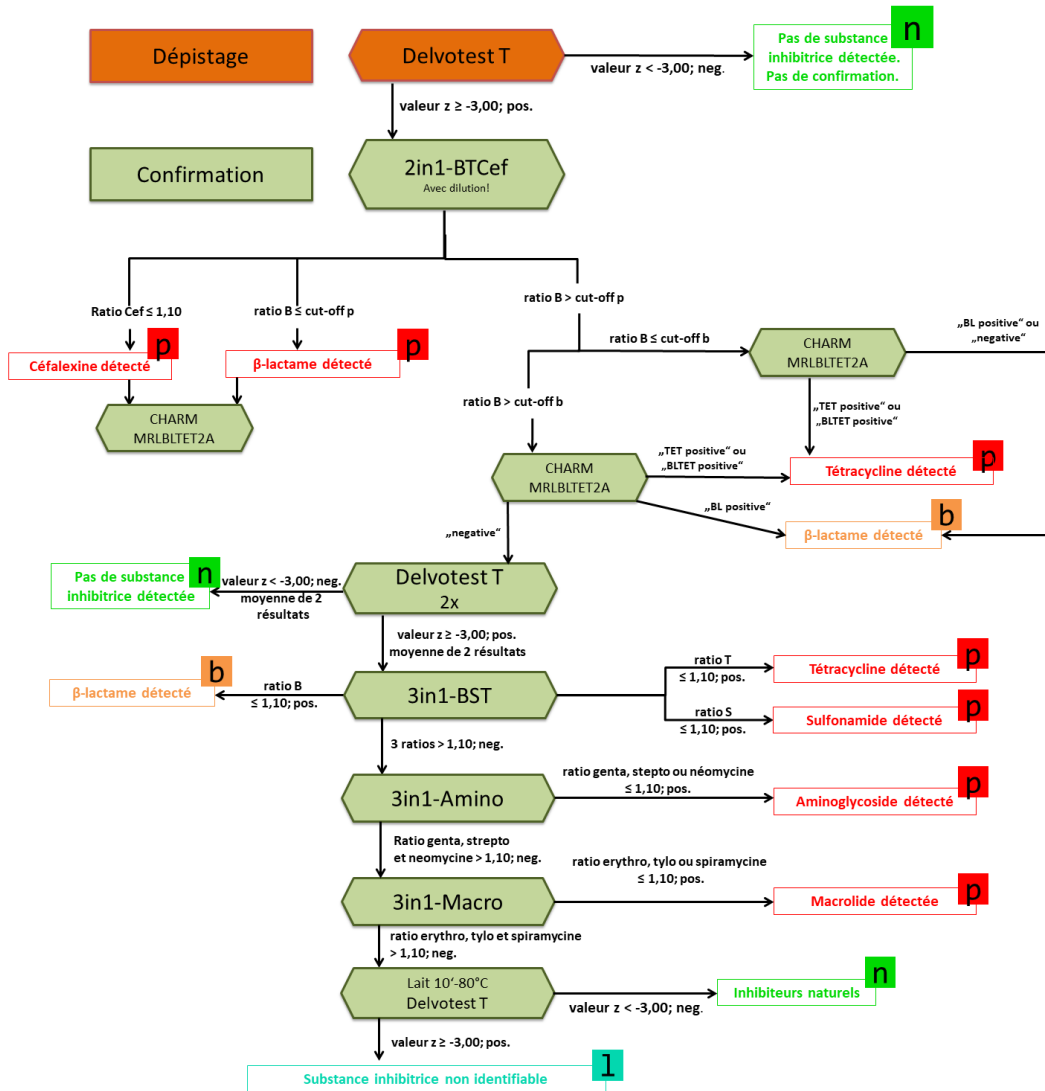 Dépistage
Delvotest T
valeur z < -3,00; neg.
n
Pas de substance
inhibitrice détectée.
Pas de confirmation.
valeur z ≥ -3,00; pos.
Confirmation
2in1-BTCef
Avec dilution!
Ratio Cef ≤ 1,10
ratio B ≤ cut-off p
ratio B > cut-off p
p
Céfalexine détecté
p
β-lactame détecté
ratio B ≤ cut-off b
CHARM
MRLBLTET2A
„BL positive“ ou
„negative“
CHARM
MRLBLTET2A
ratio B > cut-off b
„TET positive“ ou
„BLTET positive“
CHARM
MRLBLTET2A
„TET positive“ ou
„BLTET positive“
p
Tétracycline détecté
„BL positive“
b
β-lactame détecté
„negative“
Delvotest T
2x
valeur z < -3,00; neg.
moyenne de 2
résultats
n
Pas de substance
inhibitrice détectée
valeur z ≥ -3,00; pos.
moyenne de 2 résultats
3in1-BST
ratio B
≤ 1,10; pos.
b
β-lactame détecté
ratio T
≤ 1,10; pos.
p
Tétracycline détecté
ratio S
≤ 1,10; pos.
p
Sulfonamide détecté
3 ratios > 1,10; neg.
3in1-Amino
ratio genta, stepto ou néomycine
≤ 1,10; pos.
p
Aminoglycoside détecté
Ratio genta, strepto
et neomycine > 1,10; neg.
3in1-Macro
ratio erythro, tylo ou spiramycine
≤ 1,10; pos.
p
Macrolide détectée
ratio erythro, tylo et spiramycine
> 1,10; neg.
Lait 10‘-80°C
Delvotest T
valeur z < -3,00; neg.
n
Inhibiteurs naturels
valeur z ≥ -3,00; pos.
l
Substance inhibitrice non identifiable